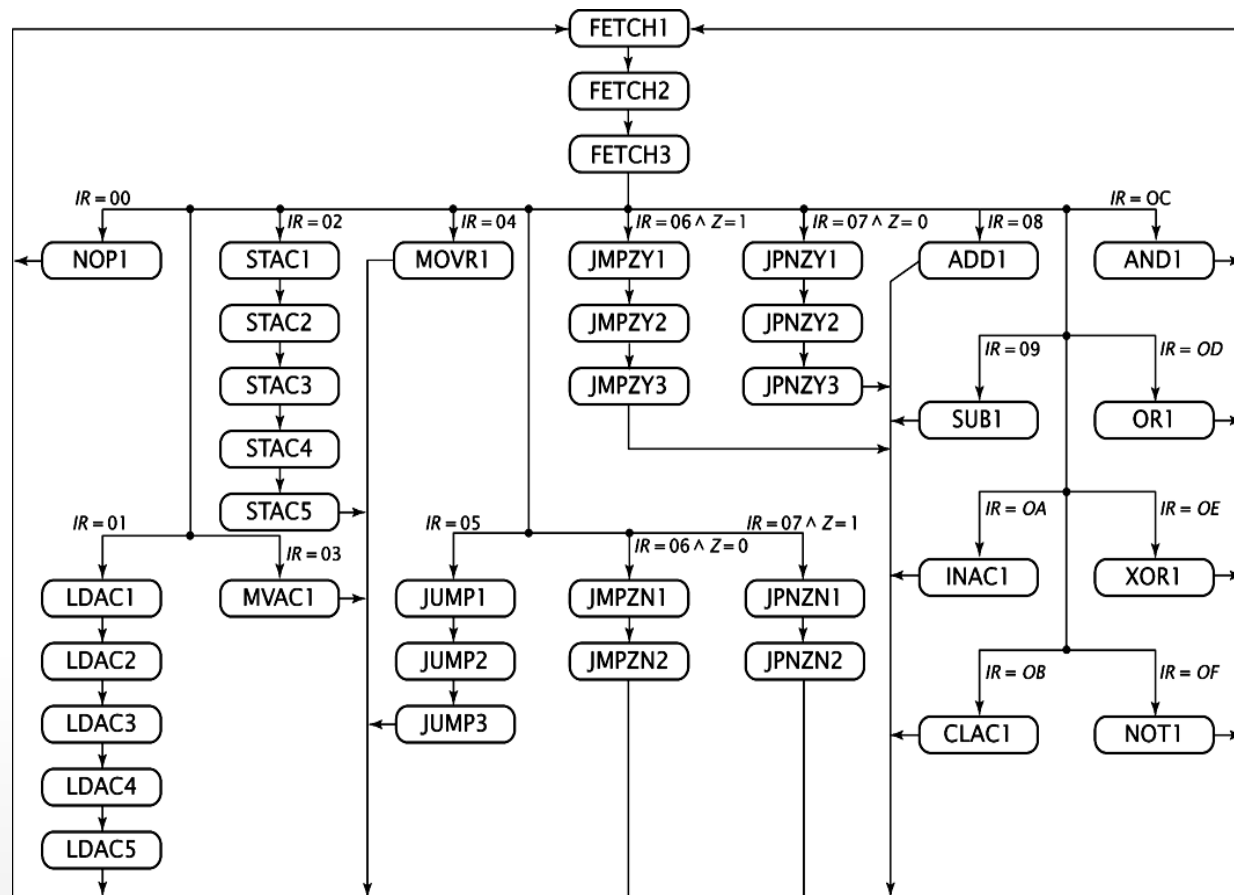 FETCH1
FETCH2
FETCH3
IR = 00
IR = 02
IR = 04
IR = 06 ^ Z = 1
IR = 07 ^ Z = 0
IR = 08
IR = OC
NOP1
STAC1
MOVR1
JMPZY1
JPNZY1
ADD1
AND1
STAC2
JMPZY2
JPNZY2
IR = 09
IR = OD
STAC3
JMPZY3
JPNZY3
SUB1
OR1
STAC4
STAC5
IR = 01
IR = 03
IR = 05
IR = 06 ^ Z = 0
IR = 07 ^ Z = 1
IR = OA
IR = OE
LDAC1
MVAC1
JUMP1
JMPZN1
JPNZN1
INAC1
XOR1
LDAC2
JUMP2
JMPZN2
JPNZN2
IR = OB
IR = OF
LDAC3
JUMP3
CLAC1
NOT1
LDAC4
LDAC5